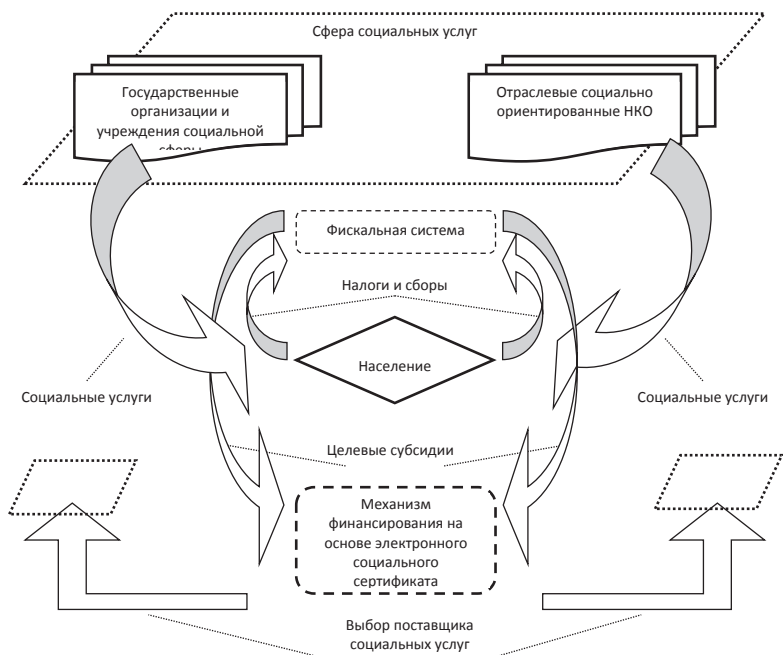 Сфера социальных услуг
Государственные
организации и
учреждения социальной
сферы
Отраслевые социально
ориентированные НКО
Фискальная система
Налоги и сборы
Население
Социальные услуги
Социальные услуги
Целевые субсидии
Механизм
финансирования на
основе электронного
социального
сертификата
Выбор поставщика
социальных услуг